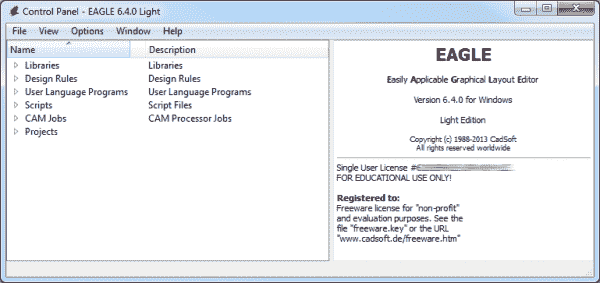 Control Panel - EAGLE 6.4.0 Light
File View Options Window Help
Name Description
Libraries Libraries
Design Rules Design Rules
User Language Programs User Language Programs
Scripts Script Files
CAM Jobs CAM Processor Jobs
Projects
EAGLE
Easily Applicable Graphical Layout Editor
Version 6.4.0 for Windows
Light Edition
Copyright (c) 1988-2013 CadSoft
All rights reserved worldwide
Single User License #
FOR EDUCATIONAL USE ONLY!
Registered to:
Freeware license for "non-profit"
and evaluation purposes. See the
file "freeware.key" or the URL
"www.cadsoft.de/freeware.htm"